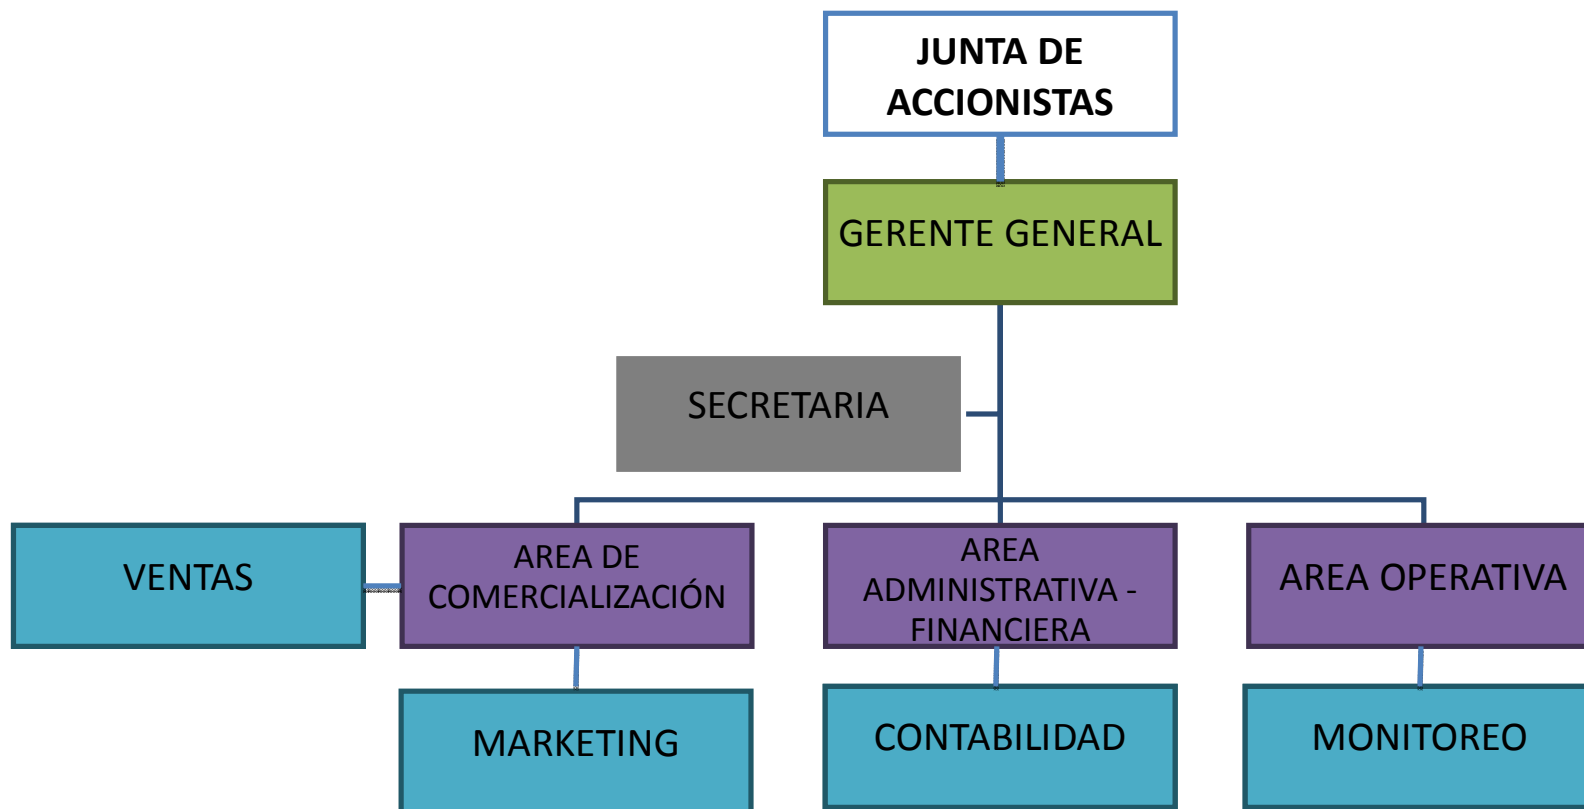 JUNTA DE
ACCIONISTAS
GERENTE GENERAL
SECRETARIA
VENTAS
AREA DE
COMERCIALIZACIÓN
AREA
ADMINISTRATIVA -
FINANCIERA
AREA OPERATIVA
MARKETING
CONTABILIDAD
MONITOREO